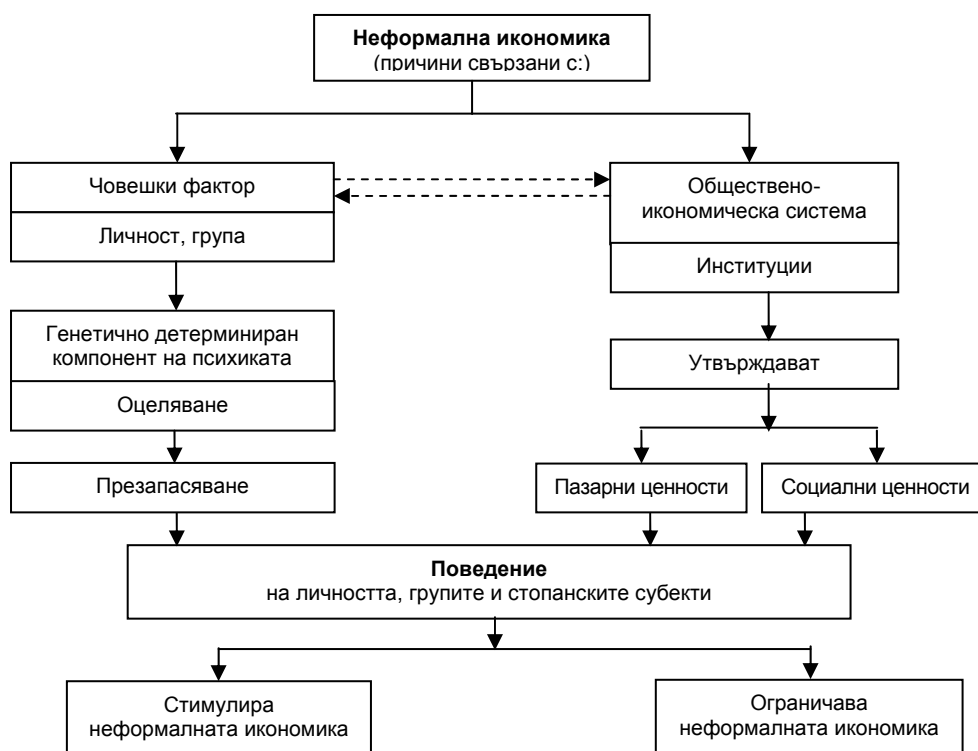 Неформална икономика
(причини свързани с:)
Човешки фактор
Личност, група
Обществено-
икономическа система
Институции
Генетично детерминиран
компонент на психиката
Оцеляване
Утвърждават
Презапасяване
Пазарни ценности
Социални ценности
Поведение
на личността, групите и стопанските субекти
Стимулира
неформалната икономика
Ограничава
неформалната икономика